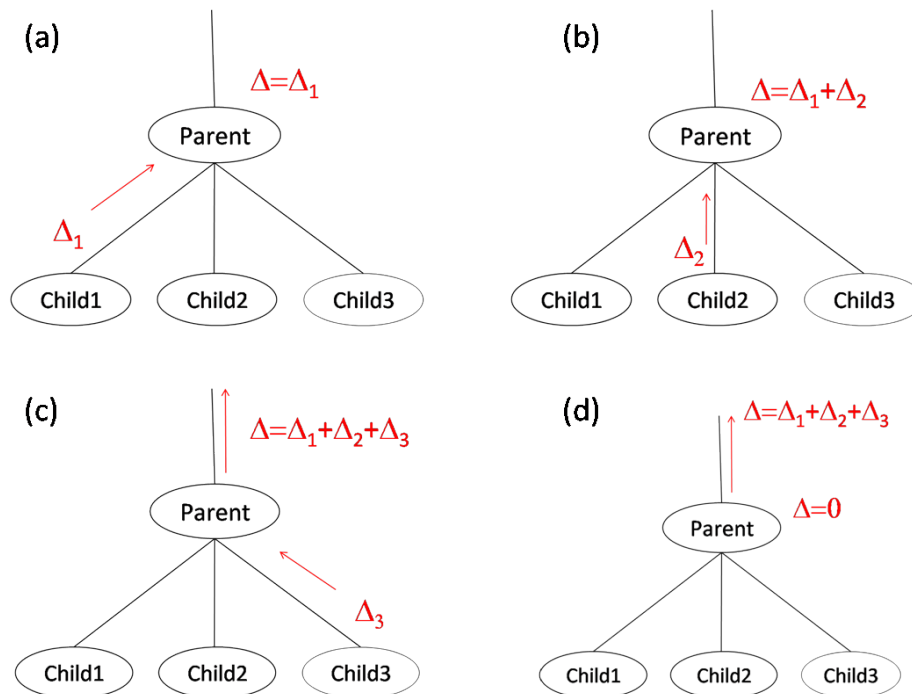 (a)
Δ=Δ₁
Parent
Δ₁
Child1 Child2 Child3
(b)
Δ=Δ₁+Δ₂
Parent
Δ₂
Child1 Child2 Child3
(c)
Δ=Δ₁+Δ₂+Δ₃
Parent
Δ₃
Child1 Child2 Child3
(d)
Δ=Δ₁+Δ₂+Δ₃
Δ=0
Parent
Child1 Child2 Child3